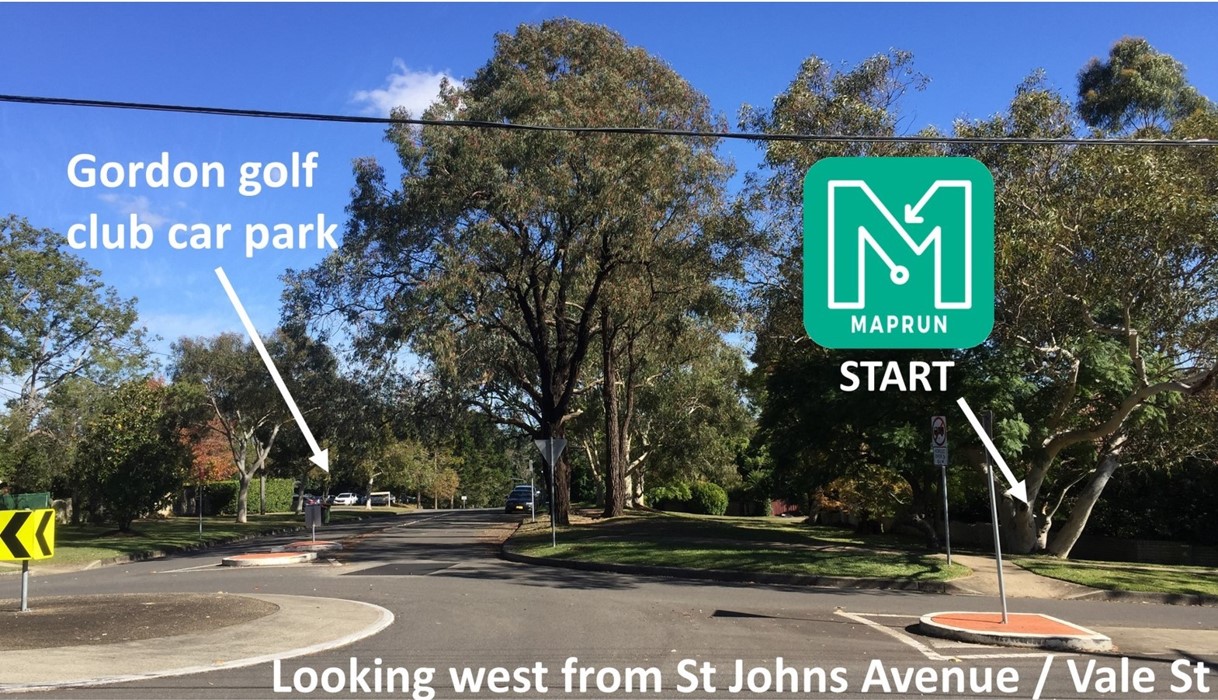 Gordon golf
club car park
MAPRUN
START
Looking west from St Johns Avenue / Vale St